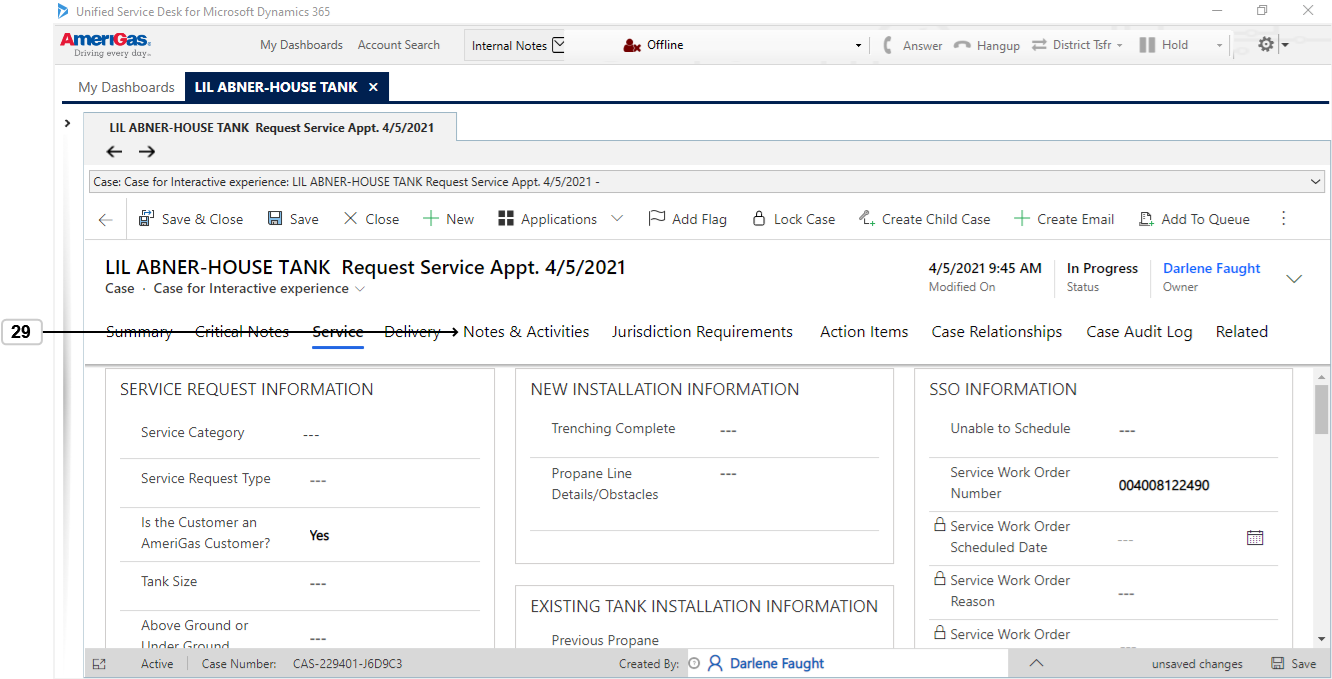 Unified Service Desk for Microsoft Dynamics 365
AmeriGas.
Driving every day..
My Dashboards Account Search Internal Notes Offline Answer Hangup District Tsfr Hold
My Dashboards LIL ABNER-HOUSE TANK ×
LIL ABNER-HOUSE TANK Request Service Appt. 4/5/2021
Case: Case for Interactive experience: LIL ABNER-HOUSE TANK Request Service Appt. 4/5/2021 -
Save & Close Save Close New Applications Add Flag Lock Case Create Child Case Create Email Add To Queue
LIL ABNER-HOUSE TANK Request Service Appt. 4/5/2021
Case · Case for Interactive experience
4/5/2021 9:45 AM
Modified On
In Progress
Status
Darlene Faught
Owner
29
Summary Critical Notes Service Delivery Notes & Activities Jurisdiction Requirements Action Items Case Relationships Case Audit Log Related
SERVICE REQUEST INFORMATION
Service Category ---
Service Request Type ---
Is the Customer an
AmeriGas Customer? Yes
Tank Size ---
Above Ground or
Under Ground ---
NEW INSTALLATION INFORMATION
Trenching Complete ---
Propane Line ---
Details/Obstacles
EXISTING TANK INSTALLATION INFORMATION
Previous Propane
SSO INFORMATION
Unable to Schedule ---
Service Work Order
Number 004008122490
Service Work Order
Scheduled Date ---
Service Work Order
Reason ---
Service Work Order
---
Active Case Number: CAS-229401-J6D9C3 Created By: Darlene Faught unsaved changes Save